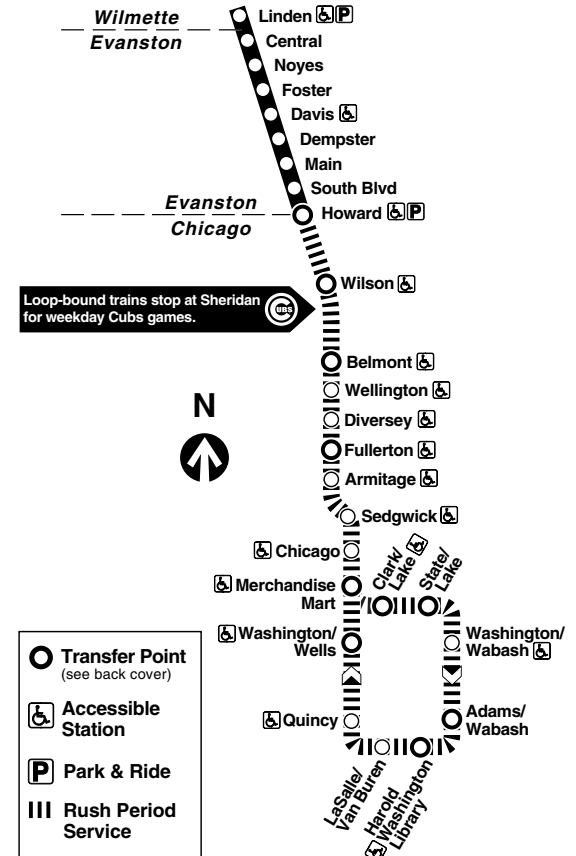 Wilmette
Evanston
Linden P
Central
Noyes
Foster
Davis
Dempster
Main
South Blvd
Evanston
Chicago
Howard P
Wilson
Loop-bound trains stop at Sheridan
for weekday Cubs games.
CUBS
Belmont
Wellington
N
Diversey
Fullerton
Armitage
Sedgwick
Chicago
Clark/
Lake
State/
Lake
Merchandise
Mart
Washington/
Wells
Washington/
Wabash
Quincy
Adams/
Wabash
LaSalle/
Van Buren
Harold
Washington
Library
Transfer Point
(see back cover)
Accessible
Station
P Park & Ride
Rush Period
Service